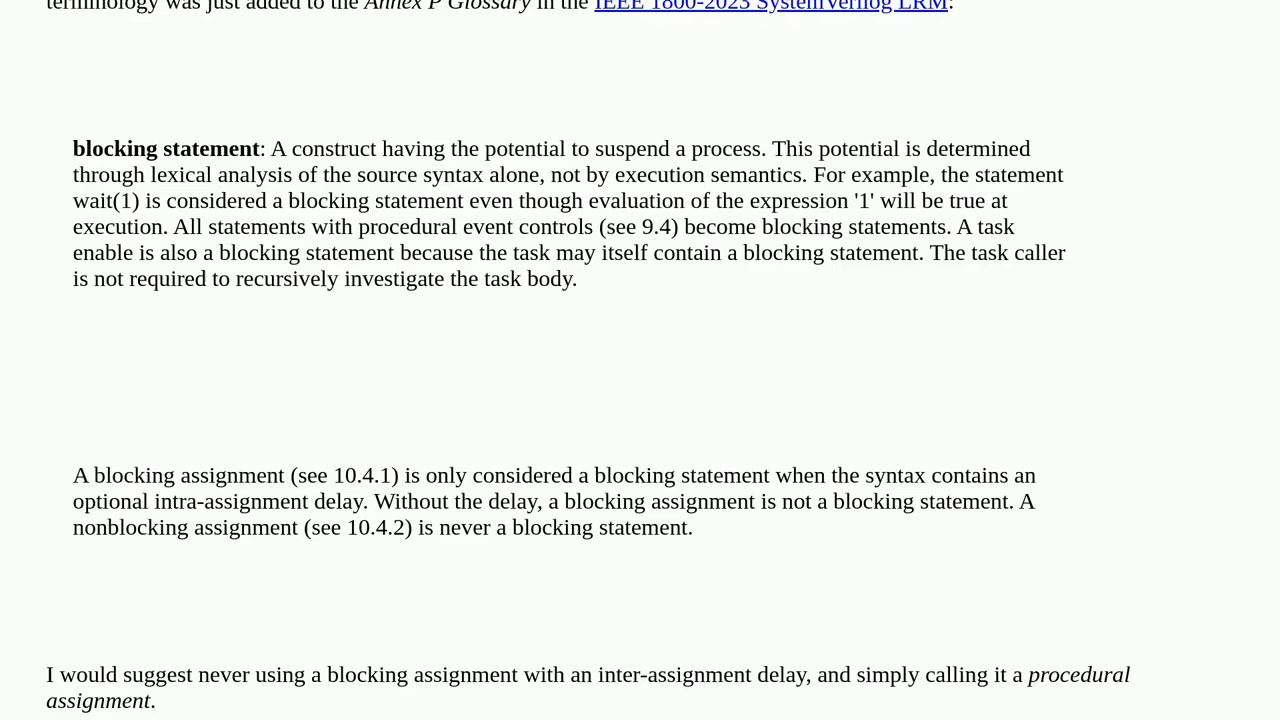 terminology was just added to the Annex P Glossary in the IEEE 1800-2023 SystemVerilog LRM:
blocking statement: A construct having the potential to suspend a process. This potential is determined
through lexical analysis of the source syntax alone, not by execution semantics. For example, the statement
wait(1) is considered a blocking statement even though evaluation of the expression '1' will be true at
execution. All statements with procedural event controls (see 9.4) become blocking statements. A task
enable is also a blocking statement because the task may itself contain a blocking statement. The task caller
is not required to recursively investigate the task body.
A blocking assignment (see 10.4.1) is only considered a blocking statement when the syntax contains an
optional intra-assignment delay. Without the delay, a blocking assignment is not a blocking statement. A
nonblocking assignment (see 10.4.2) is never a blocking statement.
I would suggest never using a blocking assignment with an inter-assignment delay, and simply calling it a procedural
assignment.